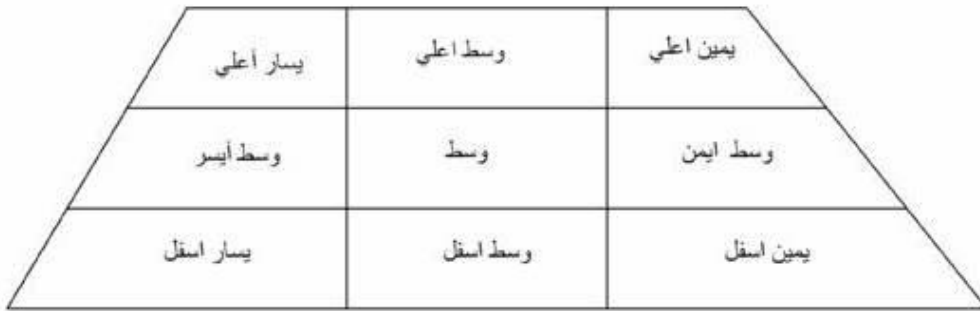 يمين اعلي
وسط اعلي
يسار أعلي
وسط ايمن
وسط
وسط أيسر
يمين اسفل
وسط اسفل
يسار اسفل